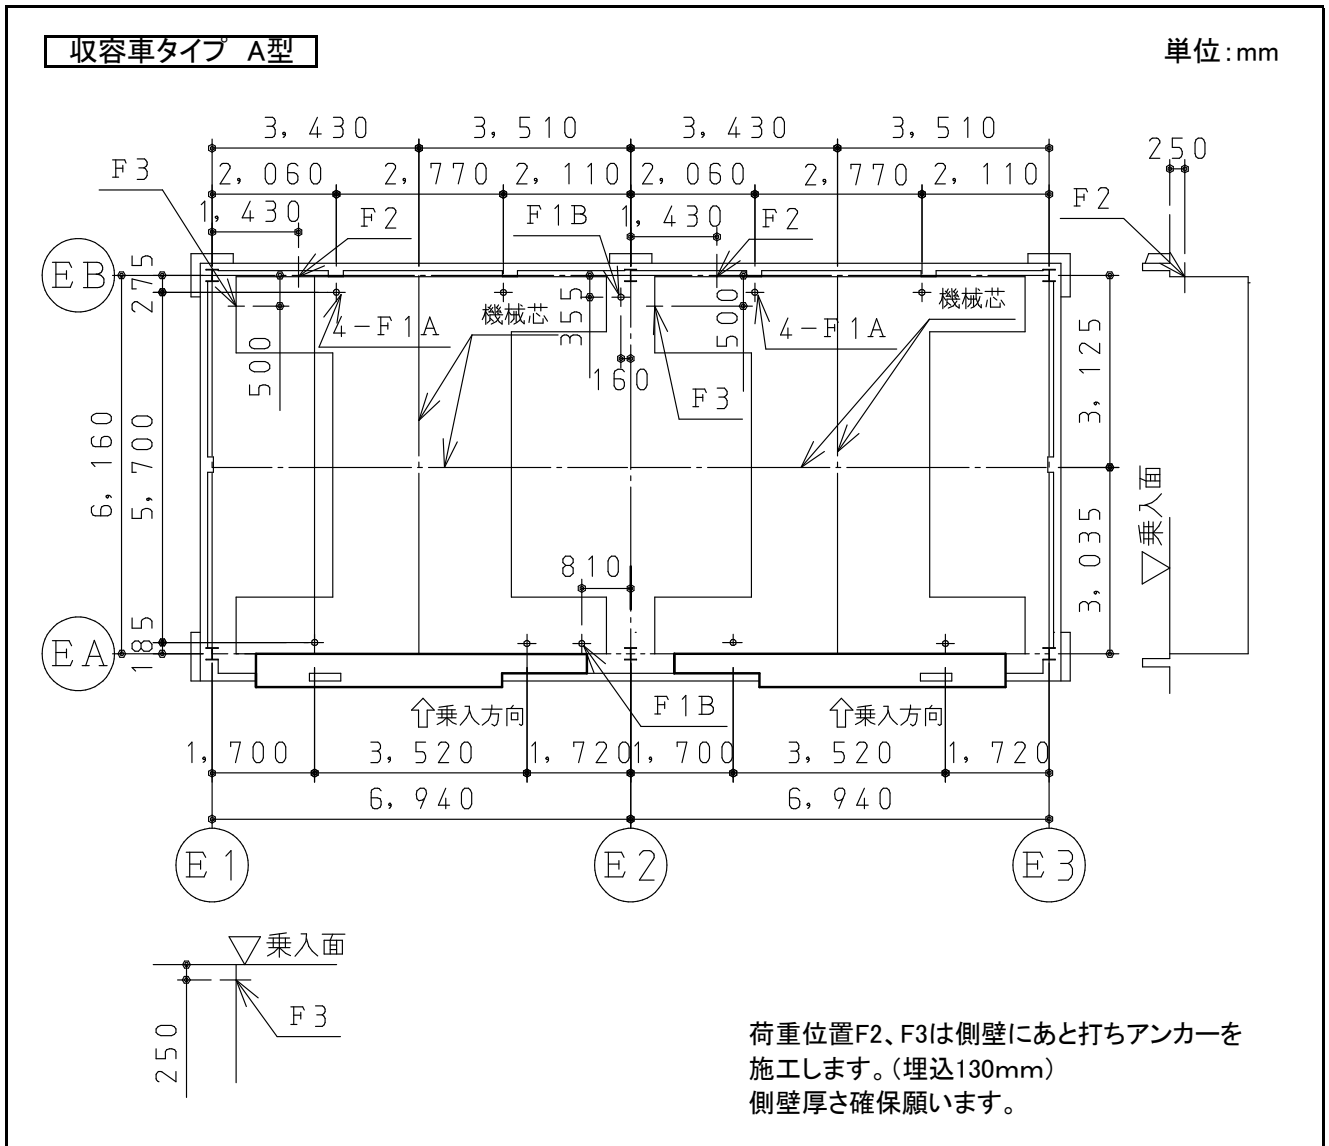 収容車タイプ A型
単位:mm
3,430
3,510
3,430
3,510
250
F3
2,060
2,770
2,110
2,060
2,770
2,110
F2
1,430
F2
F1B
1,430
F2
EB
275
4-F1A
機械芯
355
500
4-F1A
機械芯
500
160
F3
3,125
6,160
5,700
乗入面
810
3,035
EA
185
F1B
乗入方向
乗入方向
1,700
3,520
1,720
1,700
3,520
1,720
6,940
6,940
E1
E2
E3
乗入面
F3
250
荷重位置F2、F3は側壁にあと打ちアンカーを
施工します。(埋込130mm)
側壁厚さ確保願います。